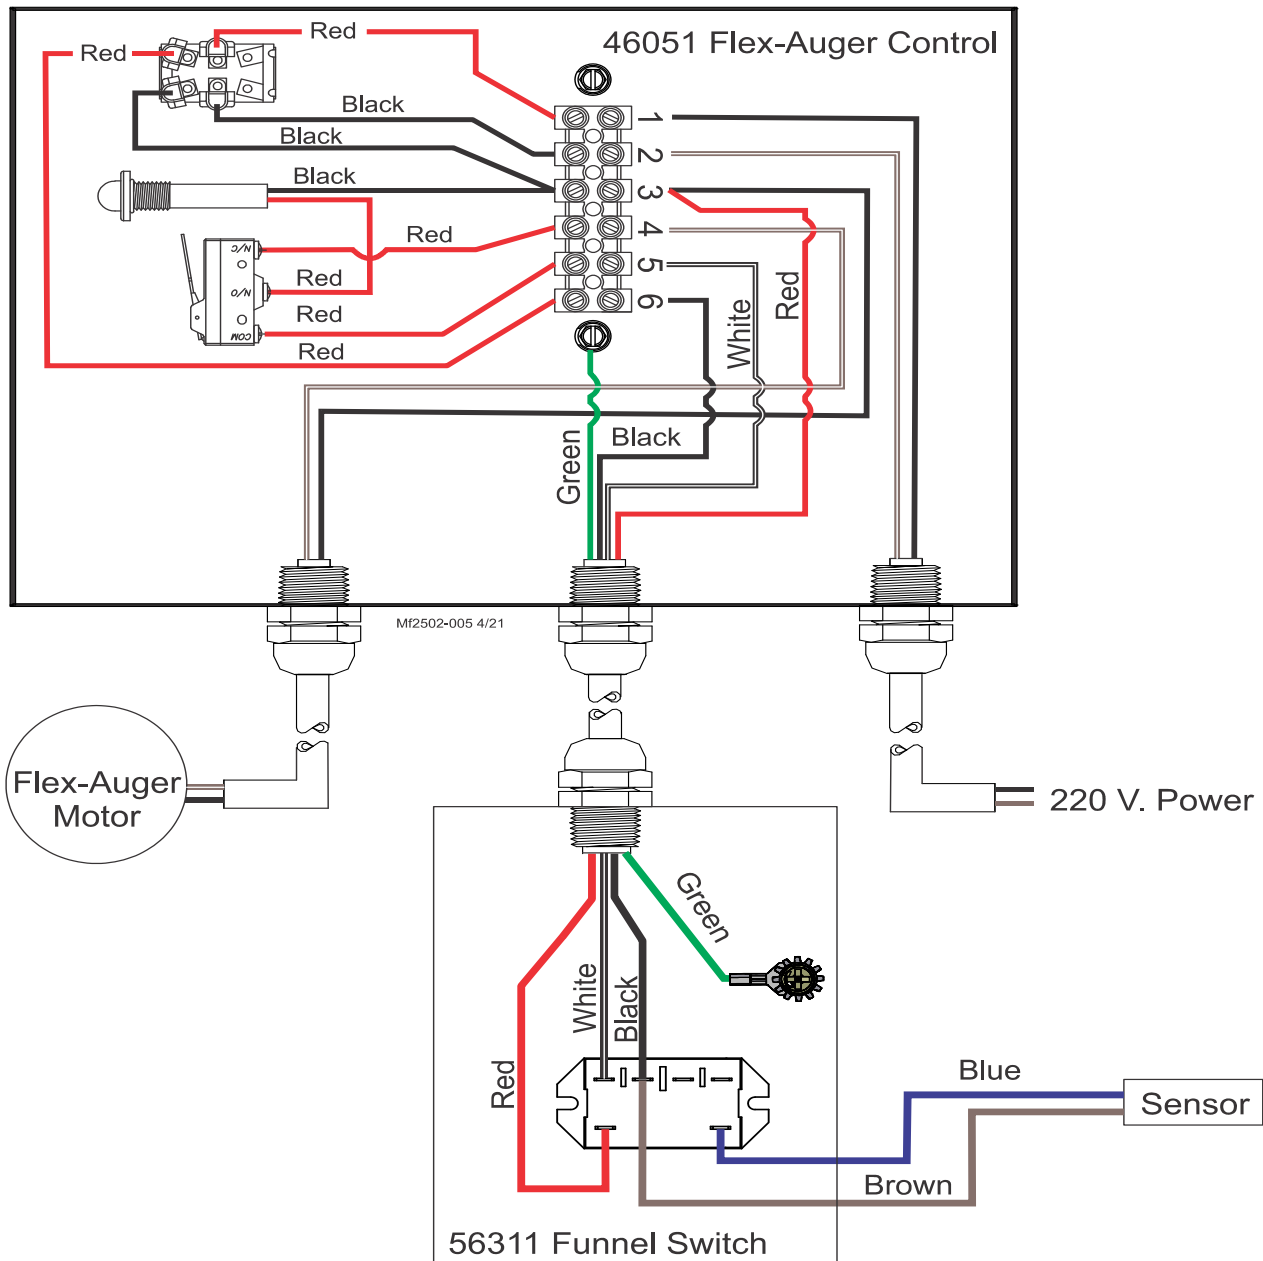 46051 Flex-Auger Control
Red
Red
Black
Black
Black
N/C
N/O
COM
Red
Red
Red
Red
1
2
3
4
5
6
White
Red
Green
Black
Mf2502-005 4/21
Flex-Auger
Motor
220 V. Power
Green
White
Black
Red
Blue
Sensor
Brown
56311 Funnel Switch